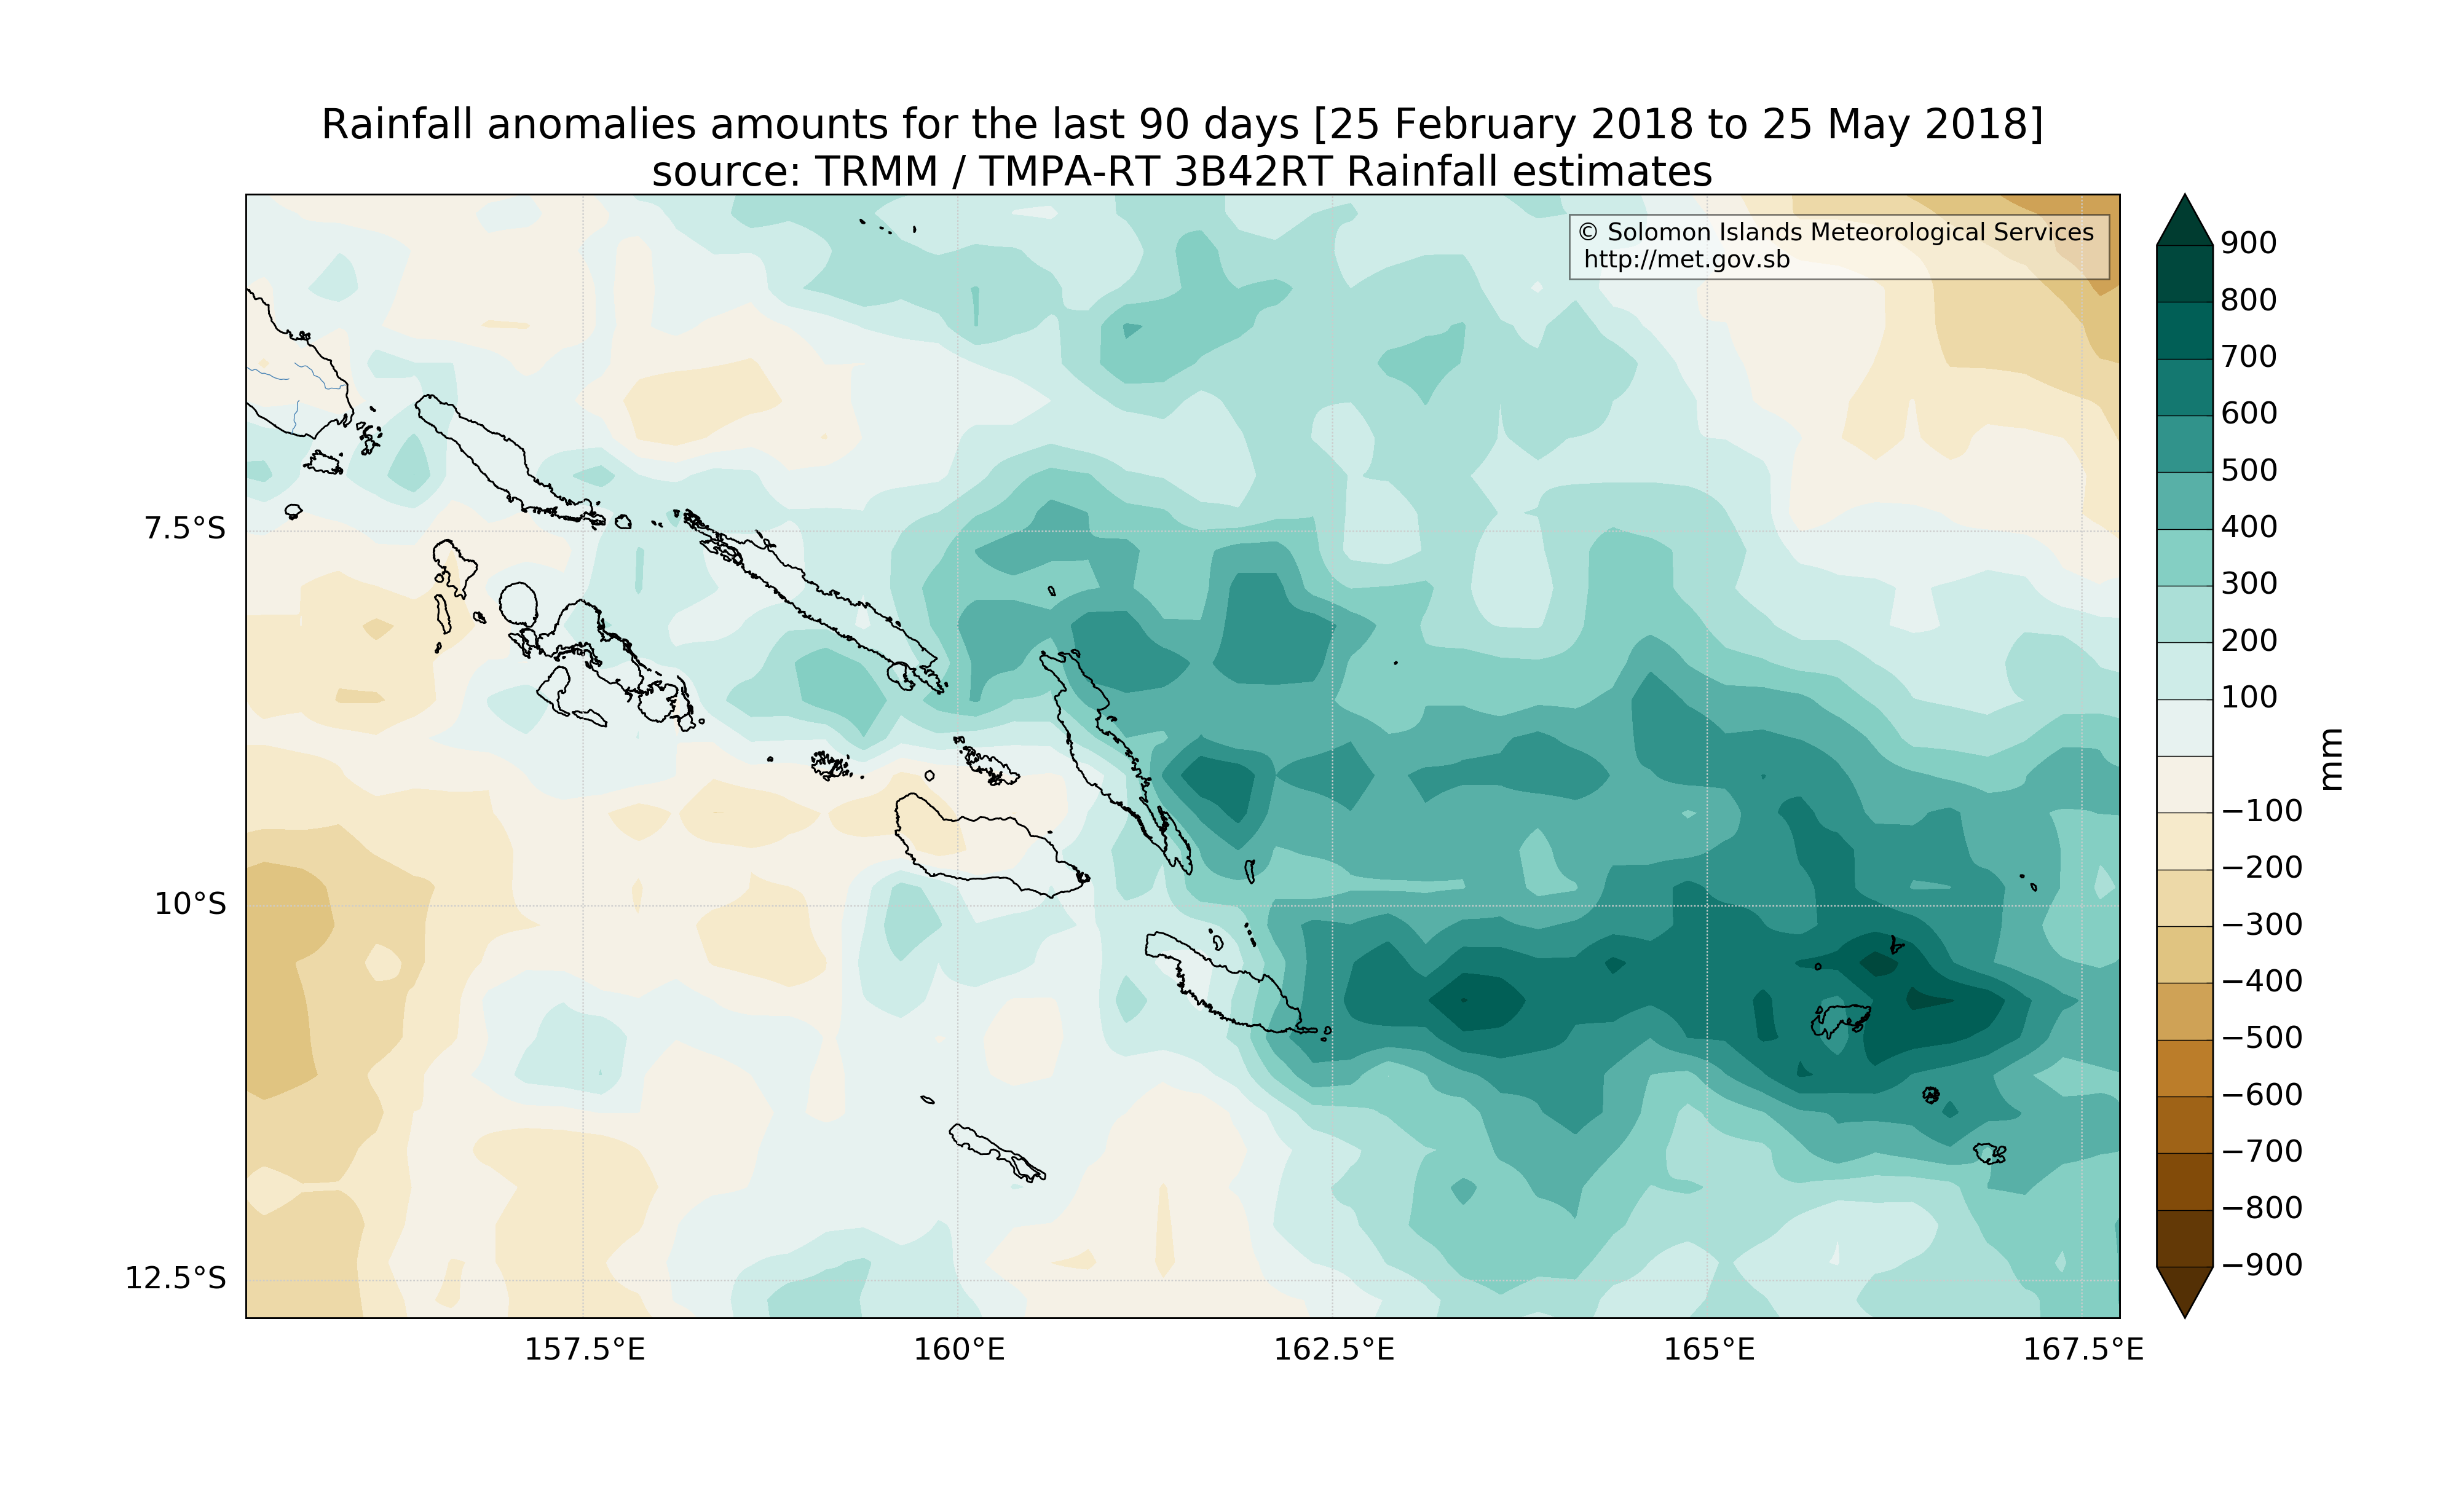 Rainfall anomalies amounts for the last 90 days [25 February 2018 to 25 May 2018]
source: TRMM / TMPA-RT 3B42RT Rainfall estimates
© Solomon Islands Meteorological Services
http://met.gov.sb
7.5°S
10°S
12.5°S
157.5°E
160°E
162.5°E
165°E
167.5°E
900
800
700
600
500
400
300
200
100
−100
−200
−300
−400
−500
−600
−700
−800
−900
mm